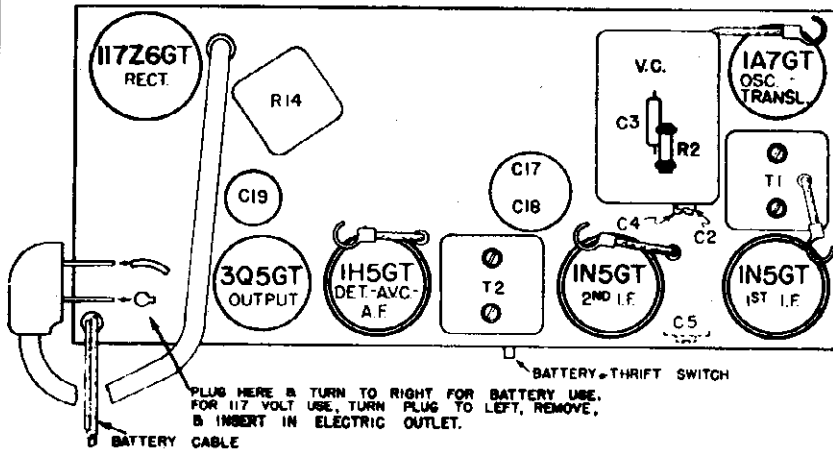 117Z6GT
RECT.
R14
V.C.
C3
R2
1A7GT
OSC.-
TRANSL.
C19
C17
C18
T1
C4
C2
3Q5GT
OUTPUT
1H5GT
DET.-A.V.C.-
A.F.
T2
1N5GT
2ND I.F.
C5
1N5GT
1ST I.F.
BATTERY-THRIFT SWITCH
PLUG HERE & TURN TO RIGHT FOR BATTERY USE.
FOR 117 VOLT USE, TURN PLUG TO LEFT, REMOVE,
& INSERT IN ELECTRIC OUTLET.
BATTERY CABLE